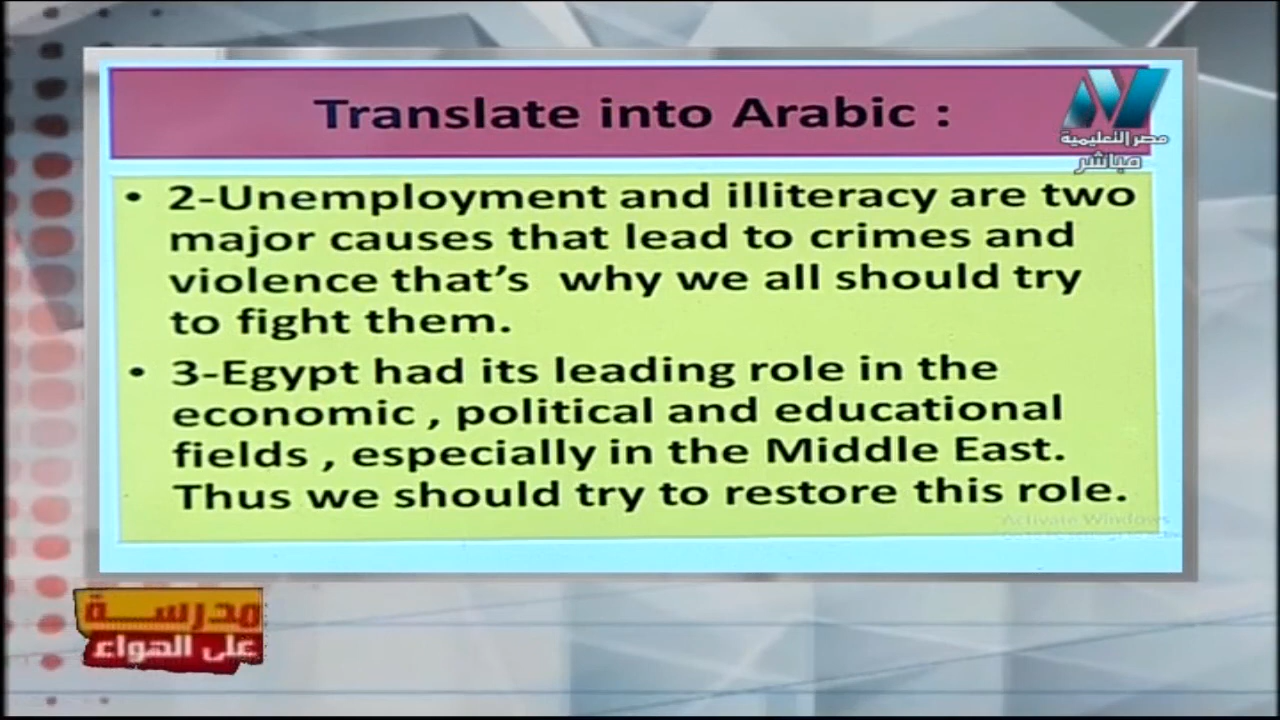 Translate into Arabic :
مصر التعليمية
مباشر
• 2-Unemployment and illiteracy are two
major causes that lead to crimes and
violence that’s why we all should try
to fight them.
• 3-Egypt had its leading role in the
economic , political and educational
fields , especially in the Middle East.
Thus we should try to restore this role.
Activate Windows
مدرسة
على الهواء